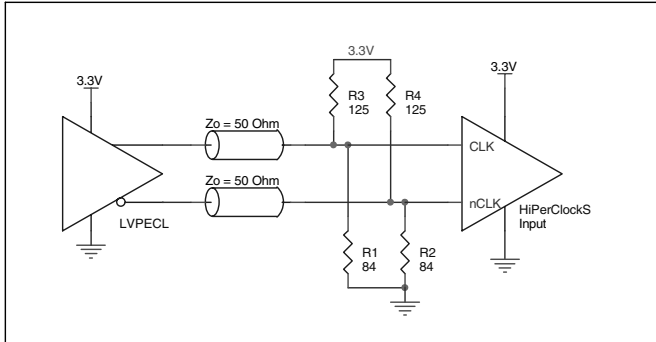 3.3V
3.3V
3.3V
R3
125
R4
125
Zo = 50 Ohm
CLK
Zo = 50 Ohm
nCLK
LVPECL
HiPerClockS
Input
R1
84
R2
84